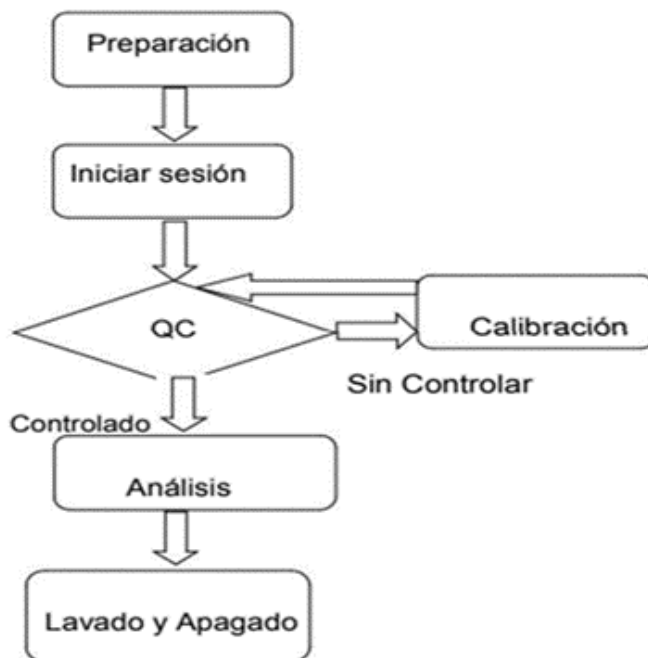 Preparación
Iniciar sesión
QC
Calibración
Sin Controlar
Controlado
Análisis
Lavado y Apagado